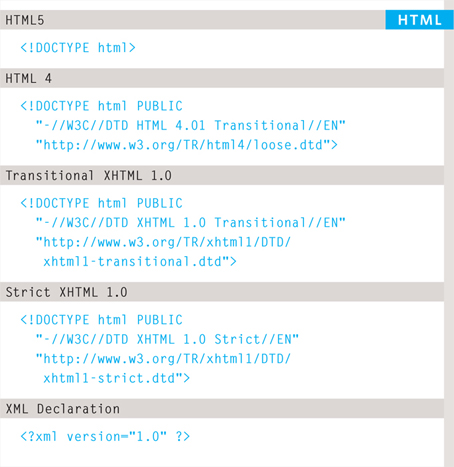 HTML5
HTML
<!DOCTYPE html>
HTML 4
<!DOCTYPE html PUBLIC
"-//W3C//DTD HTML 4.01 Transitional//EN"
"http://www.w3.org/TR/html4/loose.dtd">
Transitional XHTML 1.0
<!DOCTYPE html PUBLIC
"-//W3C//DTD XHTML 1.0 Transitional//EN"
"http://www.w3.org/TR/xhtml1/DTD/
xhtml1-transitional.dtd">
Strict XHTML 1.0
<!DOCTYPE html PUBLIC
"-//W3C//DTD XHTML 1.0 Strict//EN"
"http://www.w3.org/TR/xhtml1/DTD/
xhtml1-strict.dtd">
XML Declaration
<?xml version="1.0" ?>